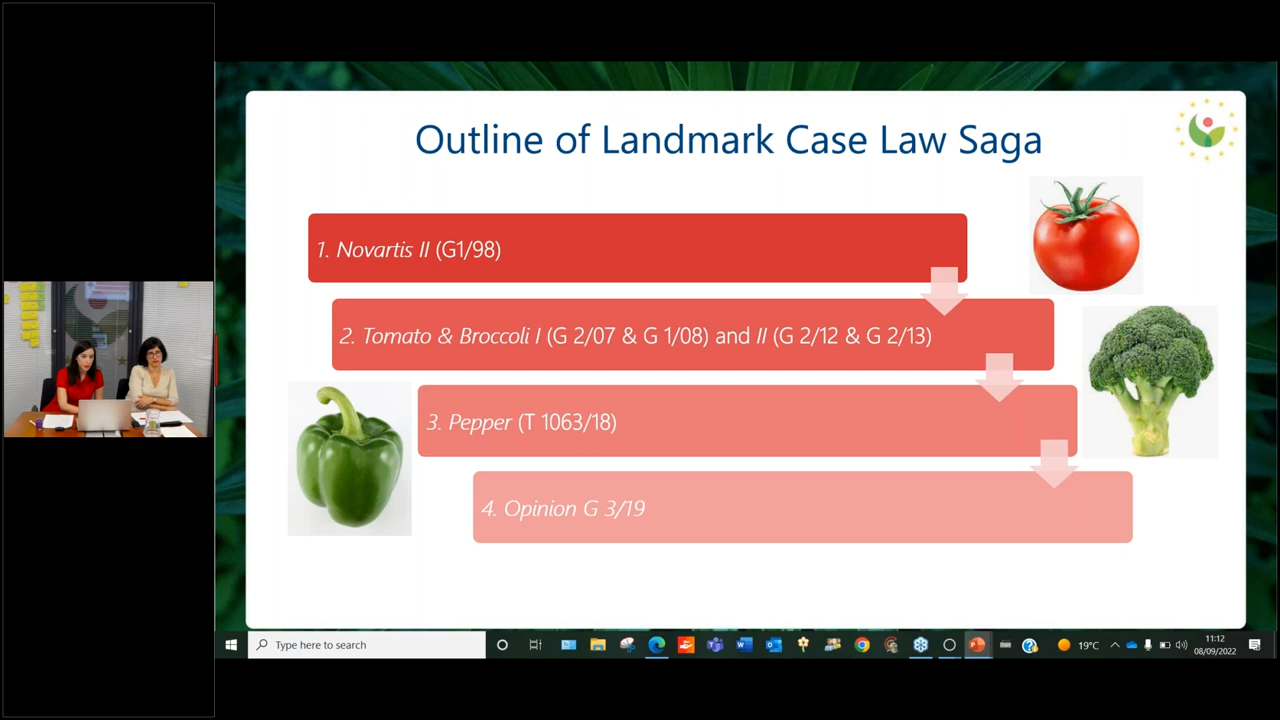 Outline of Landmark Case Law Saga
1. Novartis II (G1/98)
2. Tomato & Broccoli I (G 2/07 & G 1/08) and II (G 2/12 & G 2/13)
3. Pepper (T 1063/18)
4. Opinion G 3/19
Type here to search
19°C
11:12
08/09/2022